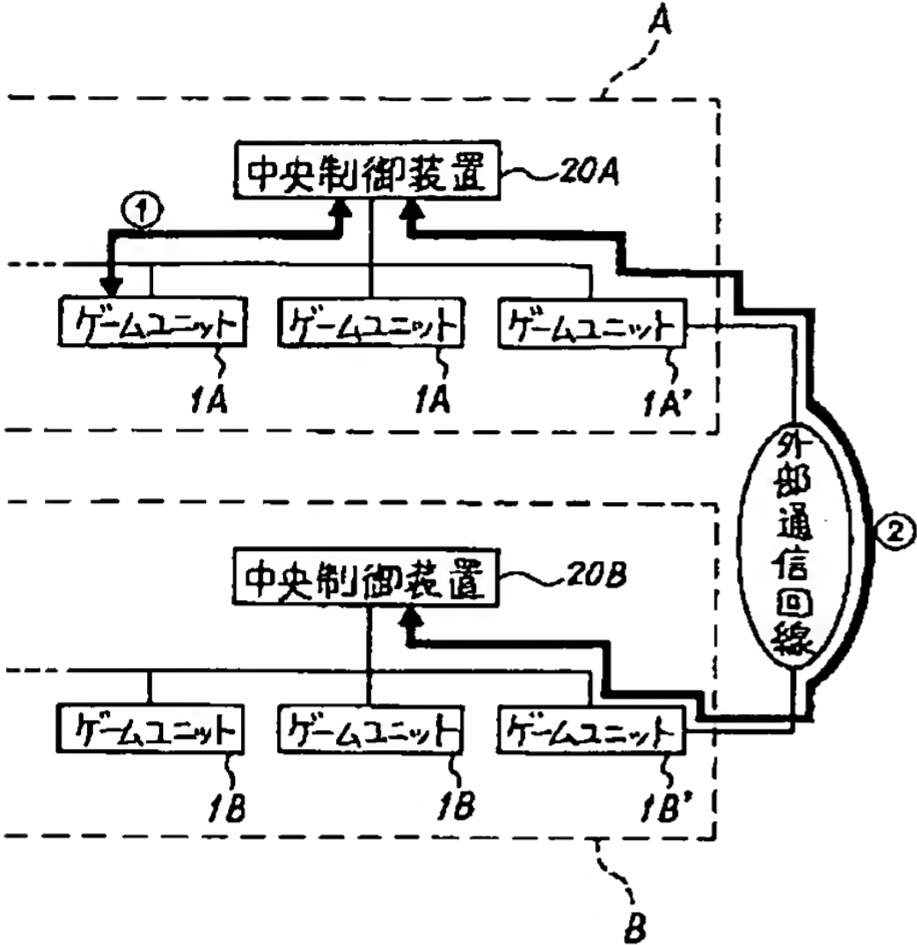 A
中央制御装置
20A
①
ゲームユニット
ゲームユニット
ゲームユニット
1A
1A
1A'
外部通信回線
②
中央制御装置
20B
ゲームユニット
ゲームユニット
ゲームユニット
1B
1B
1B'
B